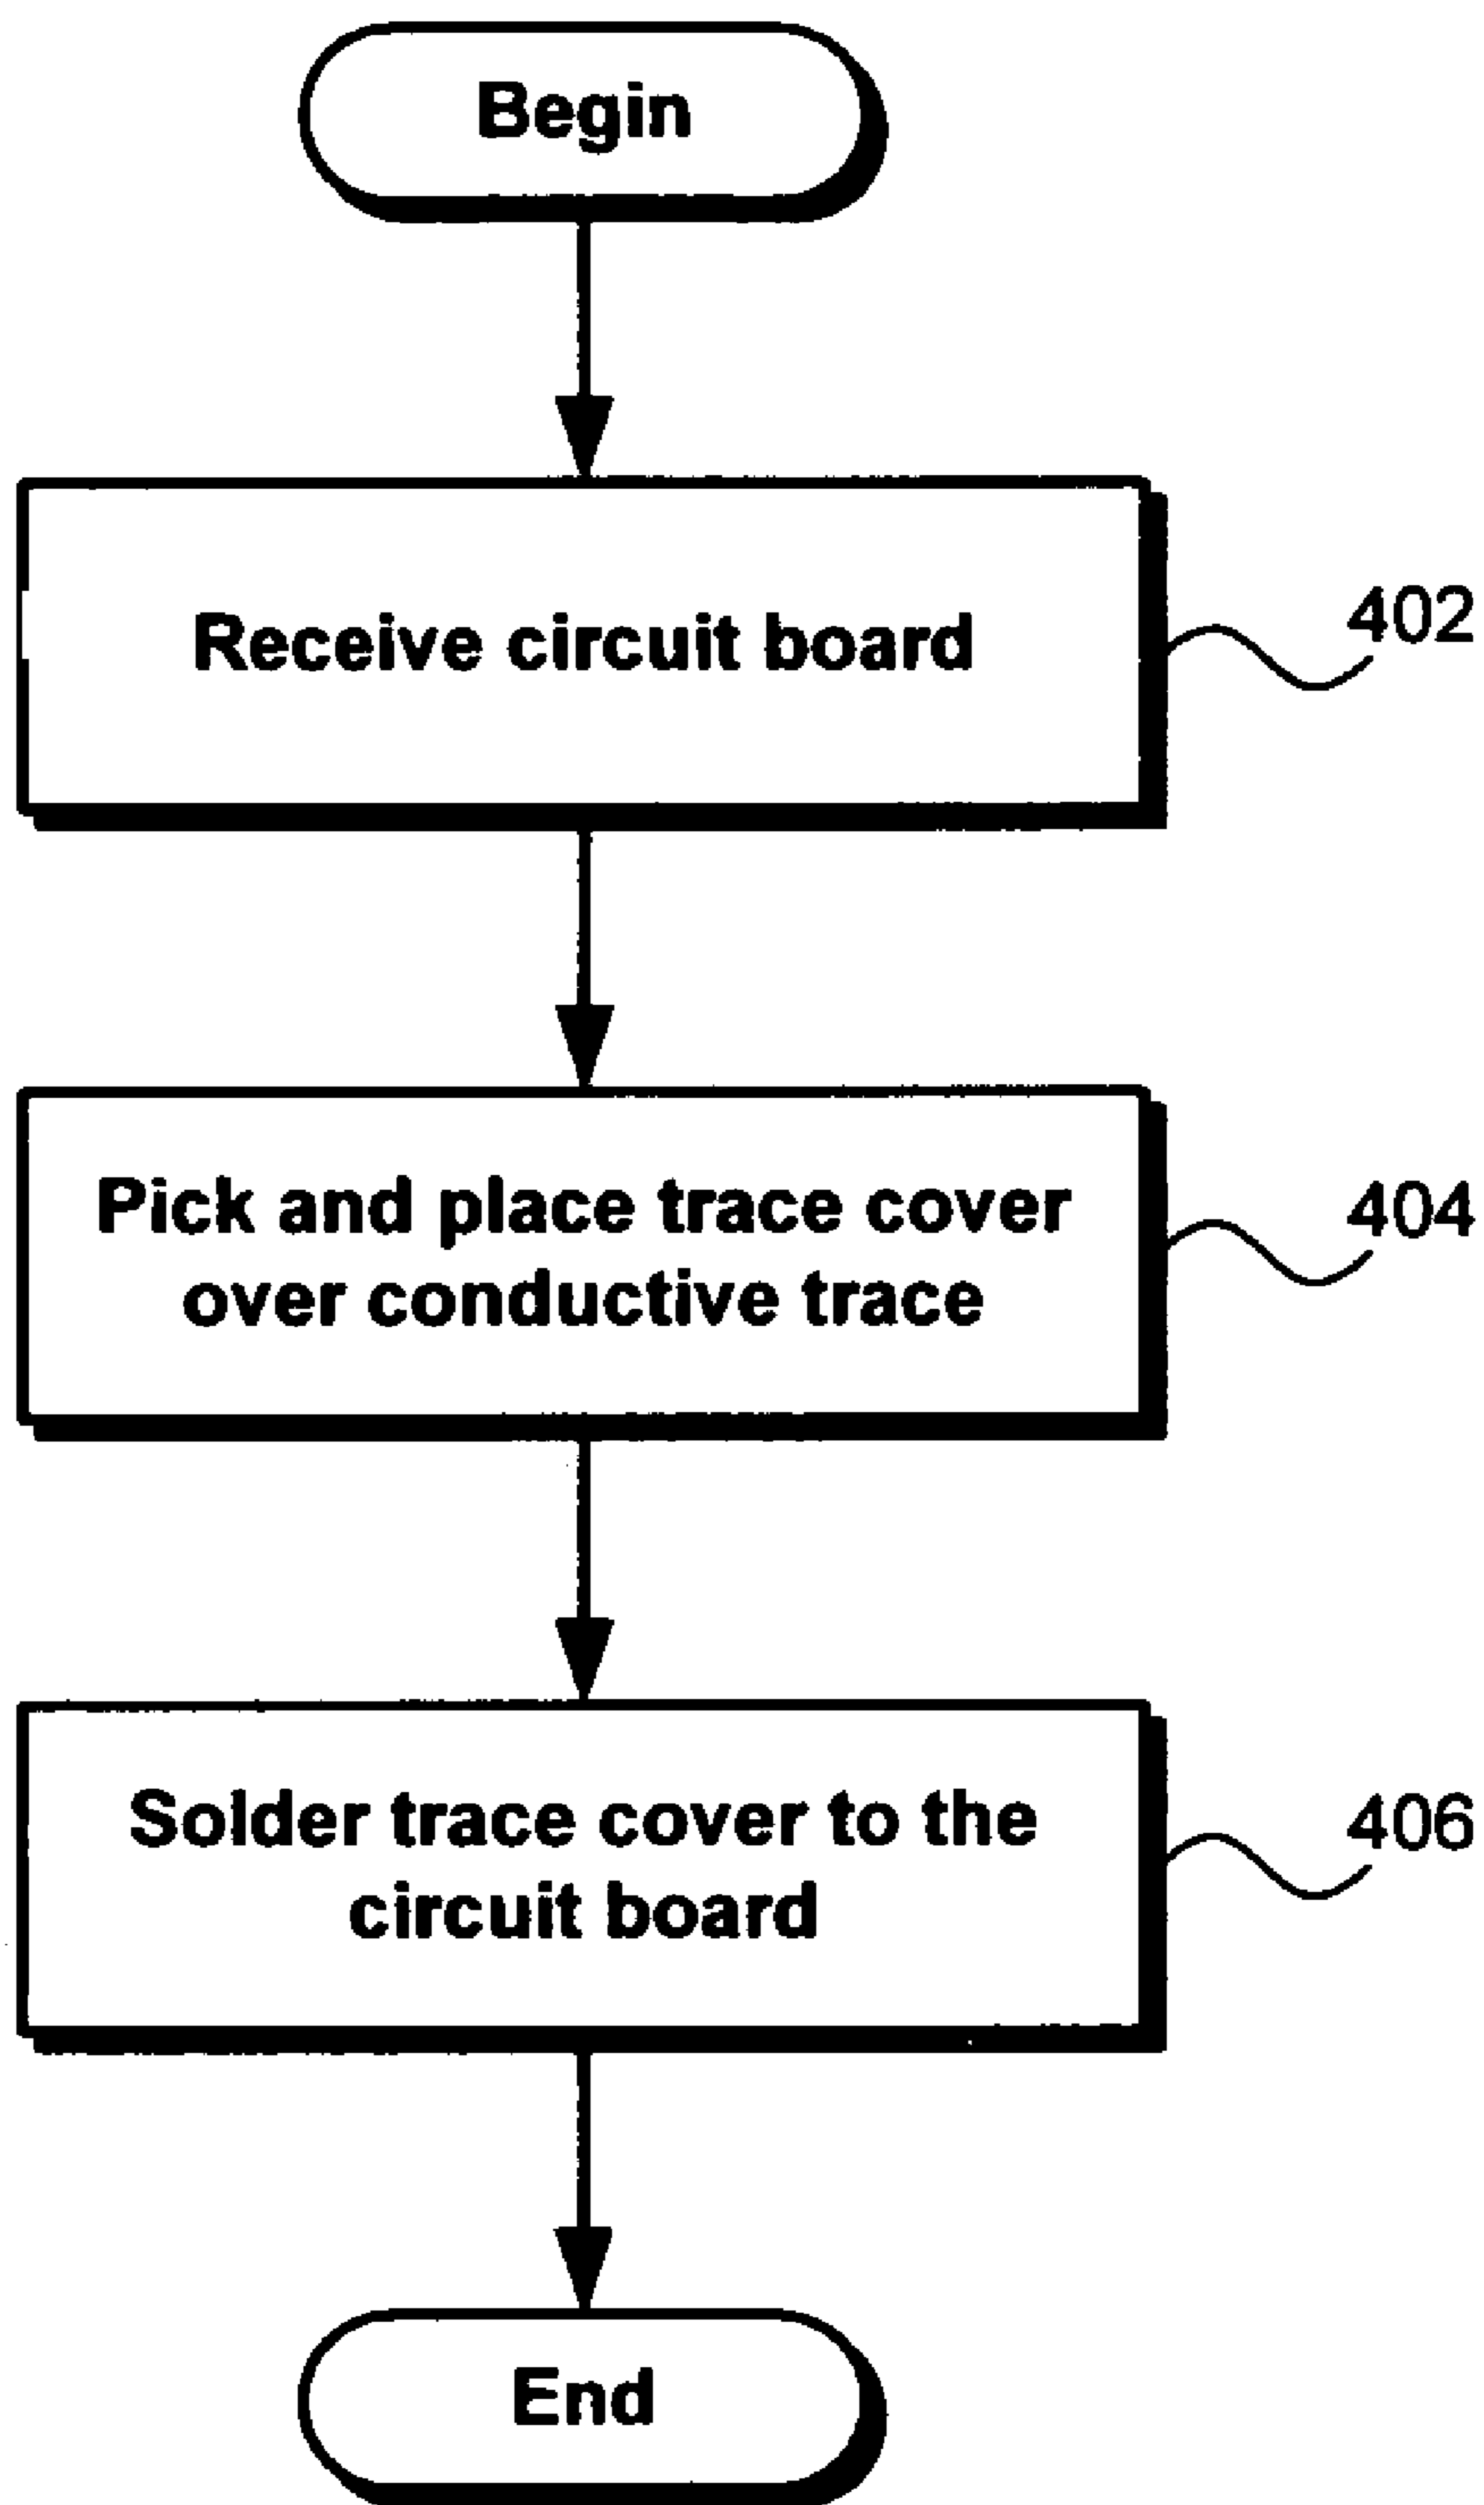 Begin
Receive circuit board
402
Pick and place trace cover
over conductive trace
404
Solder trace cover to the
circuit board
406
End